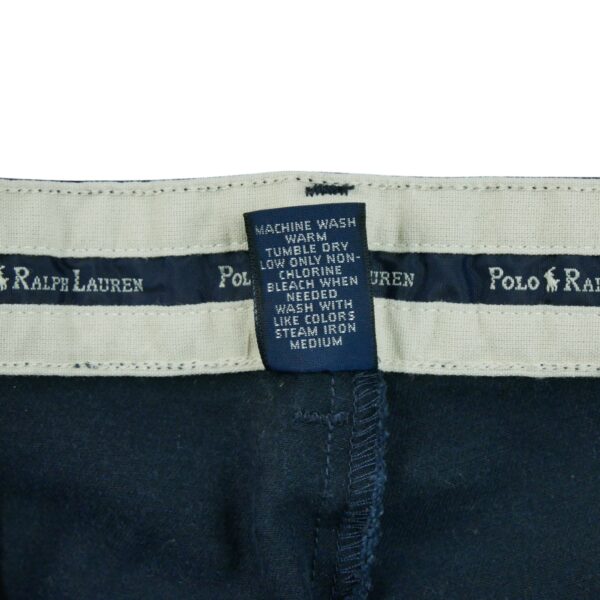 MACHINE WASH
WARM
TUMBLE DRY
LOW ONLY NON-
CHLORINE
BLEACH WHEN
NEEDED
WASH WITH
LIKE COLORS
STEAM IRON
MEDIUM
RALPH LAUREN
POLO
LAUREN
POLO